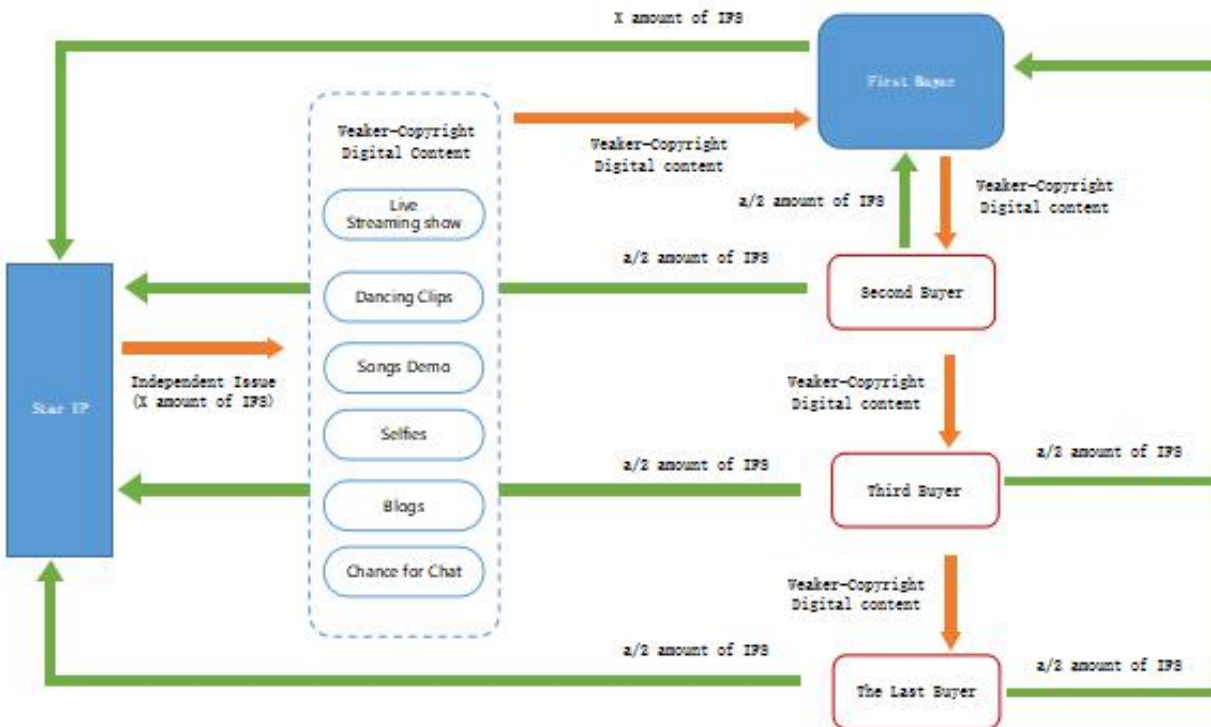 X amount of IPS
First Buyer
Weaker-Copyright
Digital Content
Weaker-Copyright
Digital content
Weaker-Copyright
Digital content
a/2 amount of IPS
Live
Streaming show
a/2 amount of IPS
Second Buyer
Dancing Clips
Independent Issue
(X amount of IPS)
Songs Demo
Weaker-Copyright
Digital content
Star IP
Selfies
a/2 amount of IPS
a/2 amount of IPS
Third Buyer
Blogs
Chance for Chat
Weaker-Copyright
Digital content
a/2 amount of IPS
a/2 amount of IPS
The Last Buyer